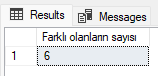 Results Messages
Farklı olanların sayısı
1 6